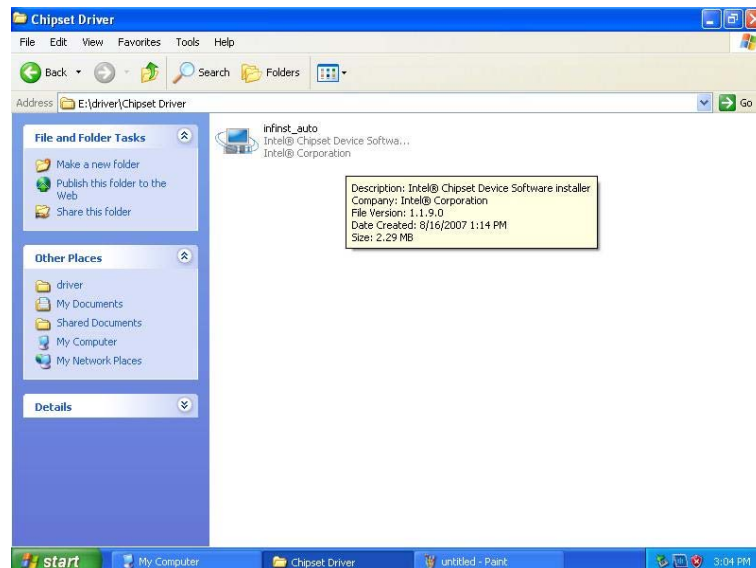 Chipset Driver
File Edit View Favorites Tools Help
Back Search Folders
Address E:\driver\Chipset Driver Go
File and Folder Tasks
Make a new folder
Publish this folder to the
Web
Share this folder
Other Places
driver
My Documents
Shared Documents
My Computer
My Network Places
Details
infinst_auto
Intel® Chipset Device Softwa...
Intel® Corporation
Description: Intel® Chipset Device Software installer
Company: Intel® Corporation
File Version: 1.1.9.0
Date Created: 8/16/2007 1:14 PM
Size: 2.29 MB
start My Computer Chipset Driver untitled - Paint 3:04 PM